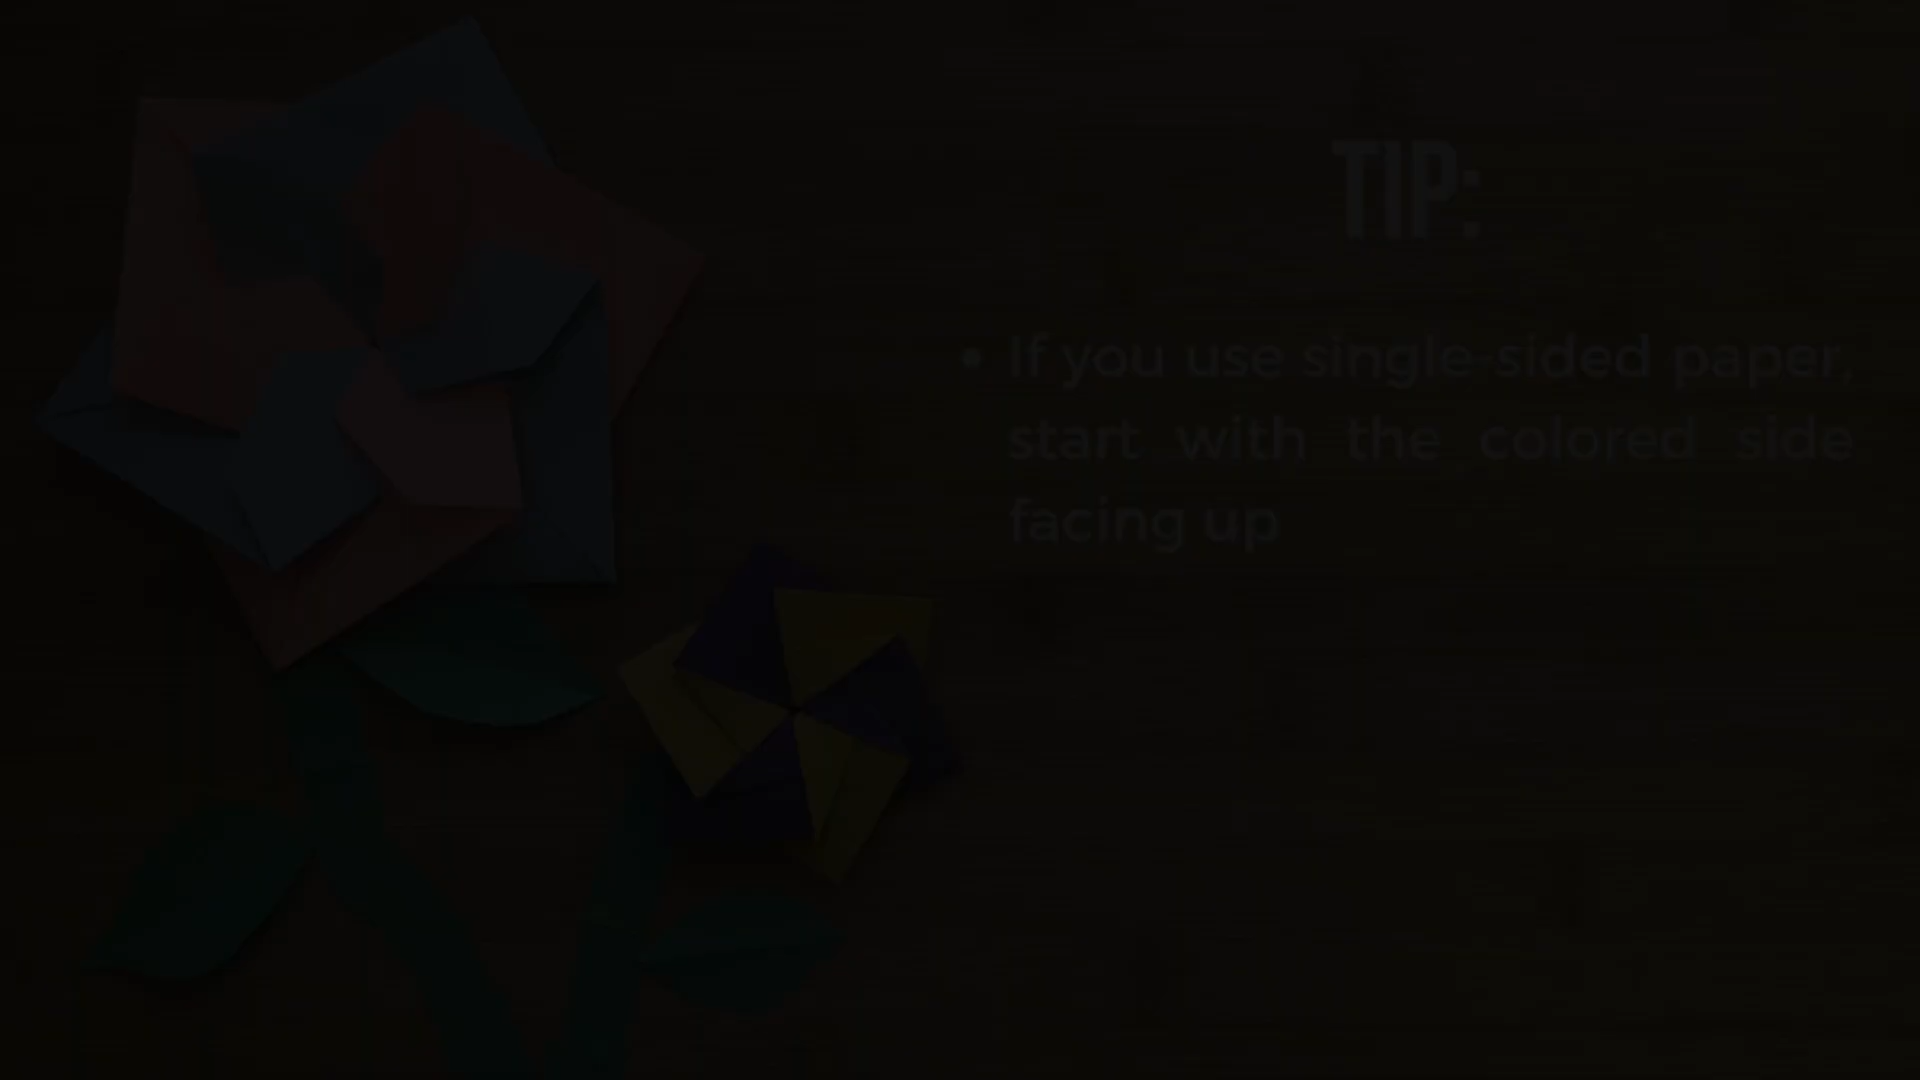 TIP:
• If you use single-sided paper,
start with the colored side
facing up